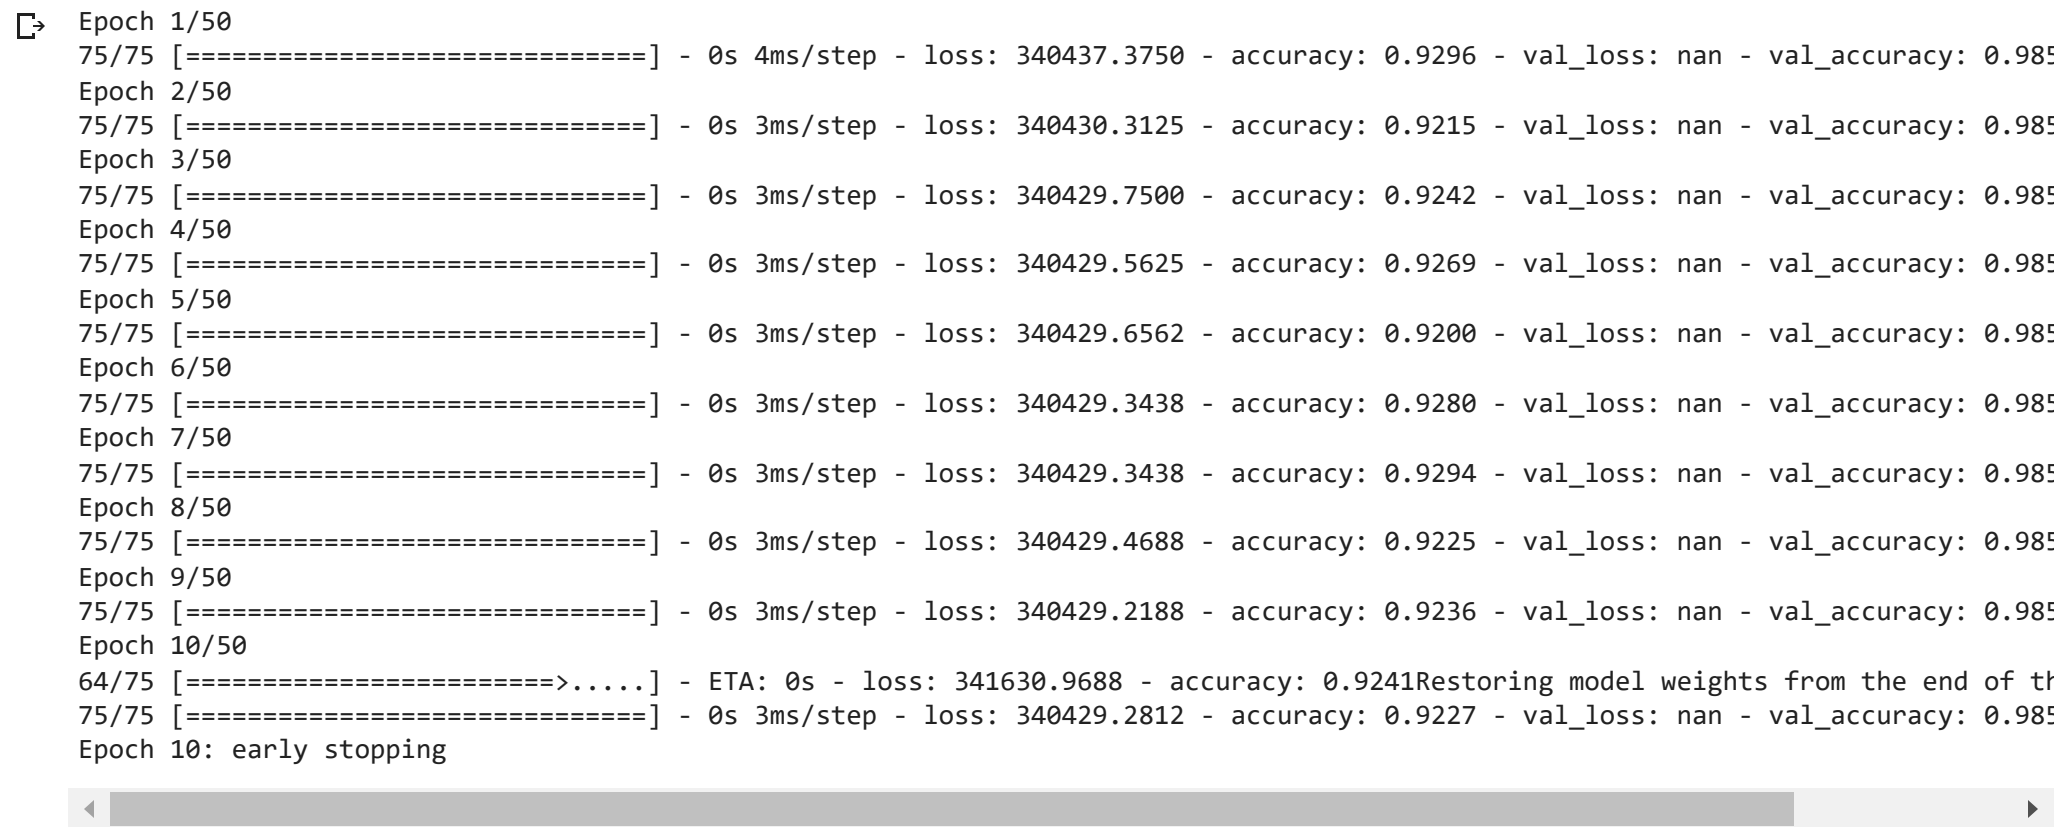 Epoch 1/50
75/75 [==============================] - 0s 4ms/step - loss: 340437.3750 - accuracy: 0.9296 - val_loss: nan - val_accuracy: 0.985
Epoch 2/50
75/75 [==============================] - 0s 3ms/step - loss: 340430.3125 - accuracy: 0.9215 - val_loss: nan - val_accuracy: 0.985
Epoch 3/50
75/75 [==============================] - 0s 3ms/step - loss: 340429.7500 - accuracy: 0.9242 - val_loss: nan - val_accuracy: 0.985
Epoch 4/50
75/75 [==============================] - 0s 3ms/step - loss: 340429.5625 - accuracy: 0.9269 - val_loss: nan - val_accuracy: 0.985
Epoch 5/50
75/75 [==============================] - 0s 3ms/step - loss: 340429.6562 - accuracy: 0.9200 - val_loss: nan - val_accuracy: 0.985
Epoch 6/50
75/75 [==============================] - 0s 3ms/step - loss: 340429.3438 - accuracy: 0.9280 - val_loss: nan - val_accuracy: 0.985
Epoch 7/50
75/75 [==============================] - 0s 3ms/step - loss: 340429.3438 - accuracy: 0.9294 - val_loss: nan - val_accuracy: 0.985
Epoch 8/50
75/75 [==============================] - 0s 3ms/step - loss: 340429.4688 - accuracy: 0.9225 - val_loss: nan - val_accuracy: 0.985
Epoch 9/50
75/75 [==============================] - 0s 3ms/step - loss: 340429.2188 - accuracy: 0.9236 - val_loss: nan - val_accuracy: 0.985
Epoch 10/50
64/75 [========================>.....] - ETA: 0s - loss: 341630.9688 - accuracy: 0.9241Restoring model weights from the end of th
75/75 [==============================] - 0s 3ms/step - loss: 340429.2812 - accuracy: 0.9227 - val_loss: nan - val_accuracy: 0.985
Epoch 10: early stopping